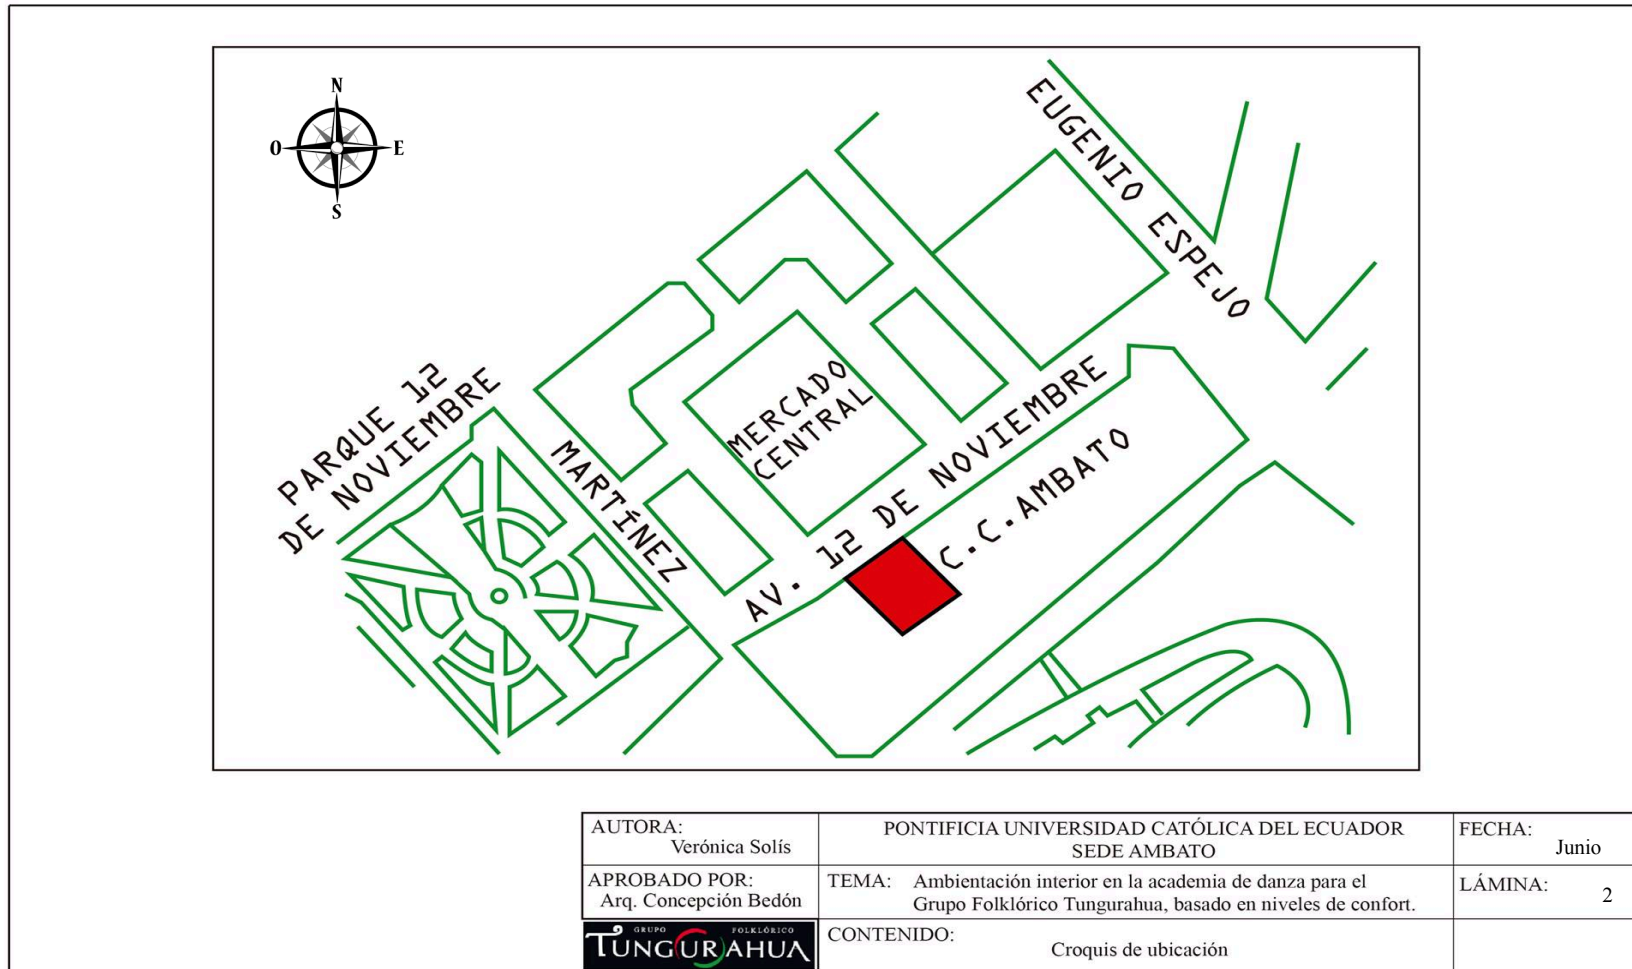 N
O
E
S
EUGENIO ESPEJO
PARQUE 12
DE NOVIEMBRE
MARTÍNEZ
MERCADO
CENTRAL
AV. 12 DE NOVIEMBRE
C.C.AMBATO
AUTORA:
Verónica Solís
PONTIFICIA UNIVERSIDAD CATÓLICA DEL ECUADOR
SEDE AMBATO
FECHA:
Junio
APROBADO POR:
Arq. Concepción Bedón
TEMA: Ambientación interior en la academia de danza para el
Grupo Folklórico Tungurahua, basado en niveles de confort.
LÁMINA:
2
GRUPO FOLKLÓRICO
TUNGURAHUA
CONTENIDO:
Croquis de ubicación